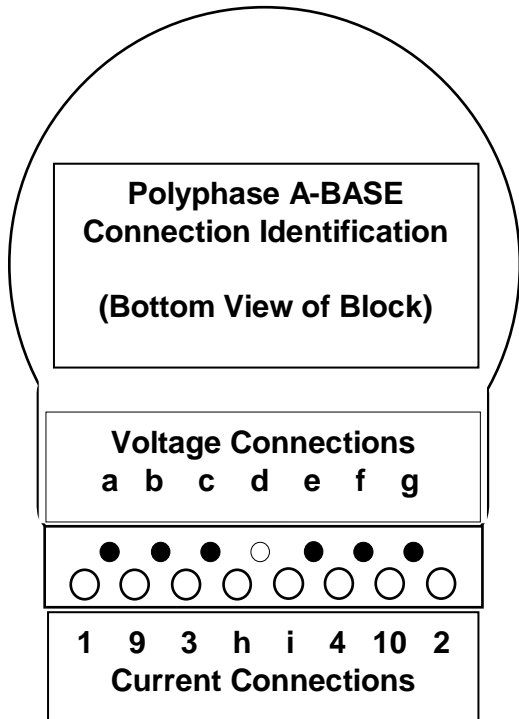 Polyphase A-BASE
Connection Identification
(Bottom View of Block)
Voltage Connections
a b c d e f g
1 9 3 h i 4 10 2
Current Connections